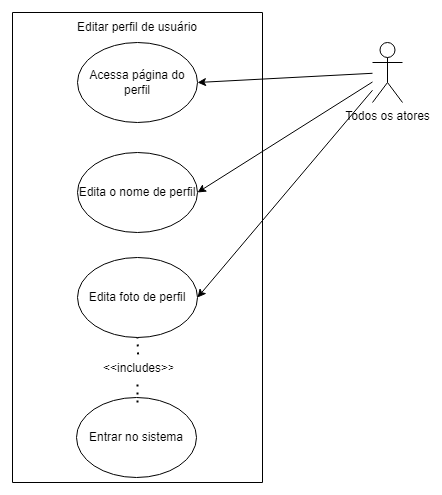 Editar perfil de usuário
Acessa página do
perfil
Todos os atores
Edita o nome de perfil
Edita foto de perfil
<<includes>>
Entrar no sistema